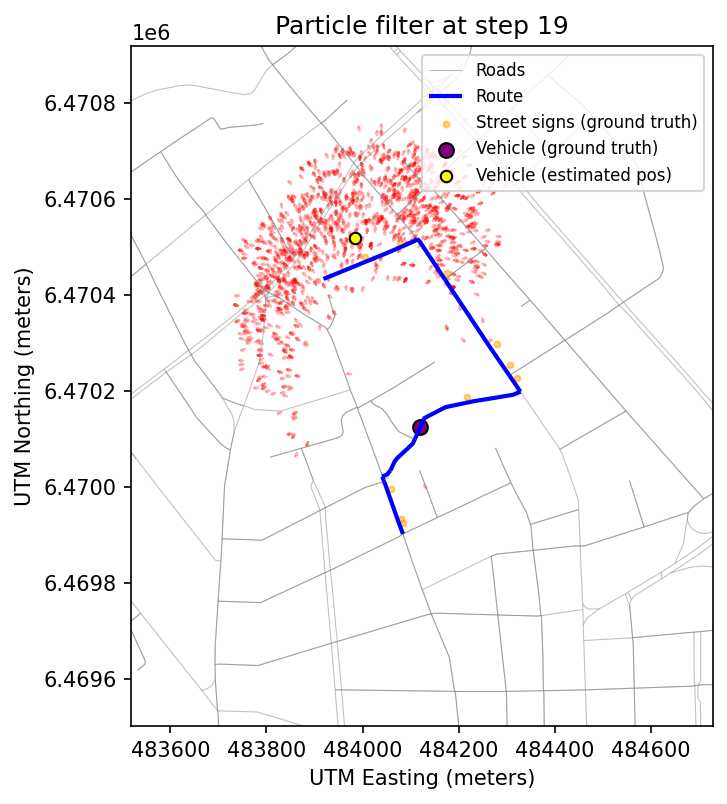 Particle filter at step 19
1e6
Roads
Route
Street signs (ground truth)
Vehicle (ground truth)
Vehicle (estimated pos)
6.4708
6.4706
6.4704
6.4702
6.4700
6.4698
6.4696
UTM Northing (meters)
483600 483800 484000 484200 484400 484600
UTM Easting (meters)